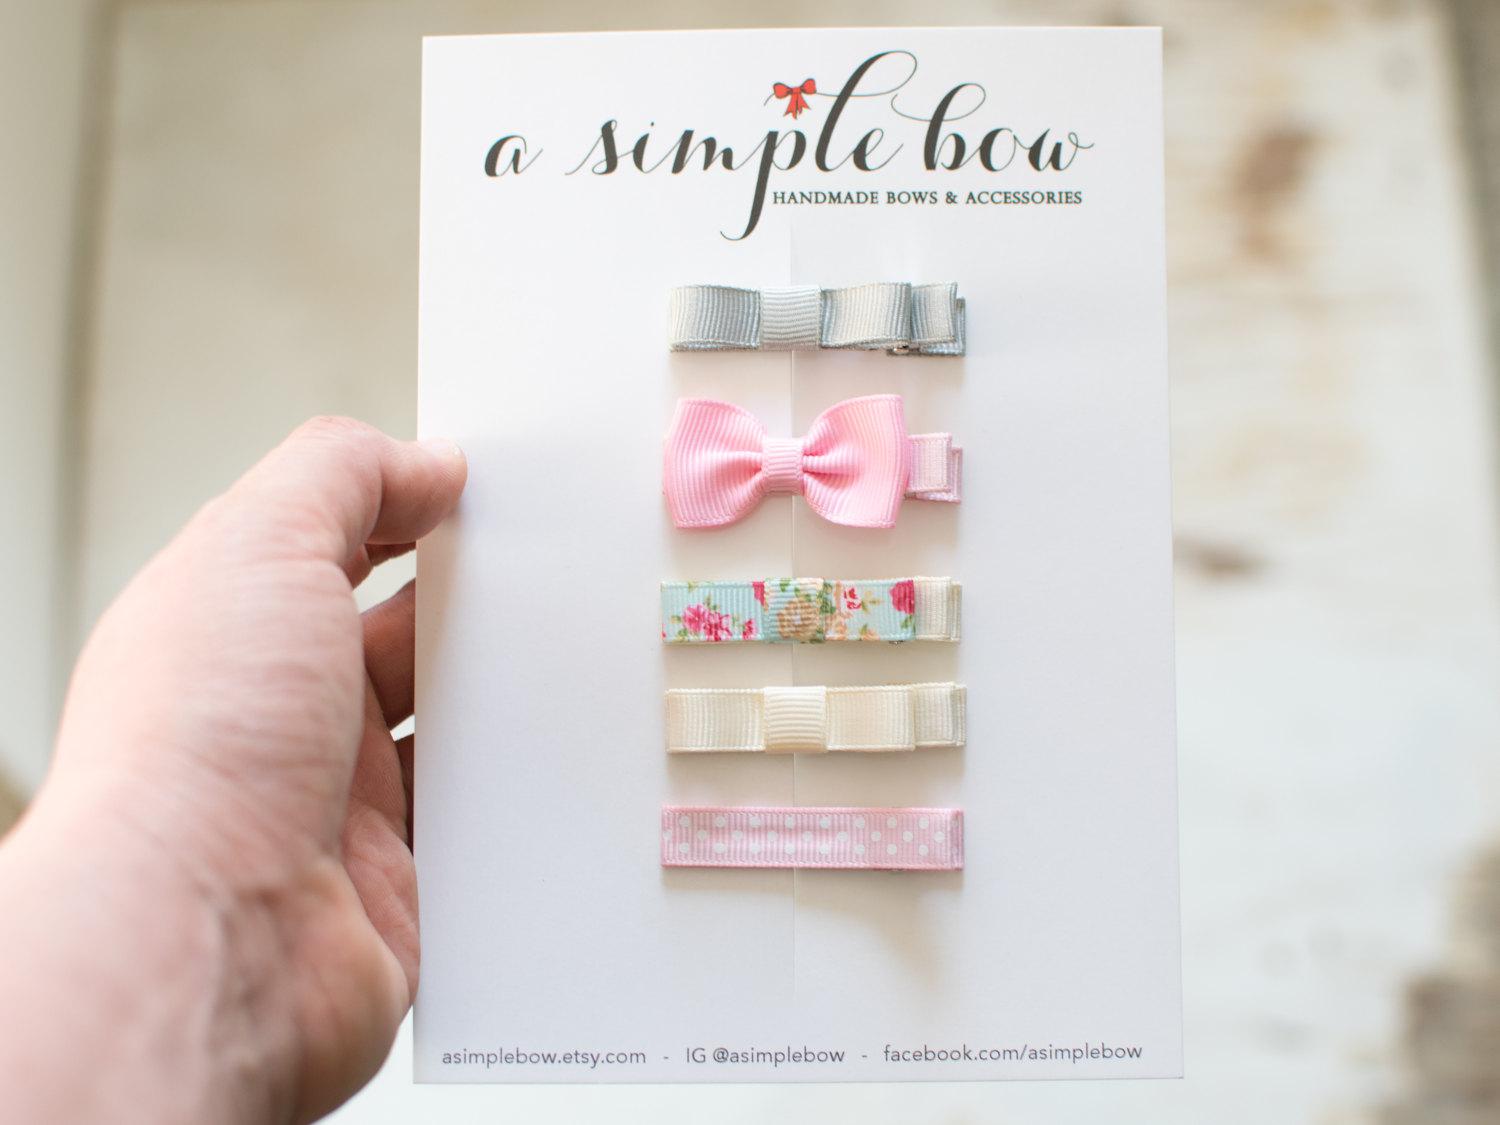 a simple bow
HANDMADE BOWS & ACCESSORIES
asimplebow.etsy.com - IG @asimplebow - facebook.com/asimplebow